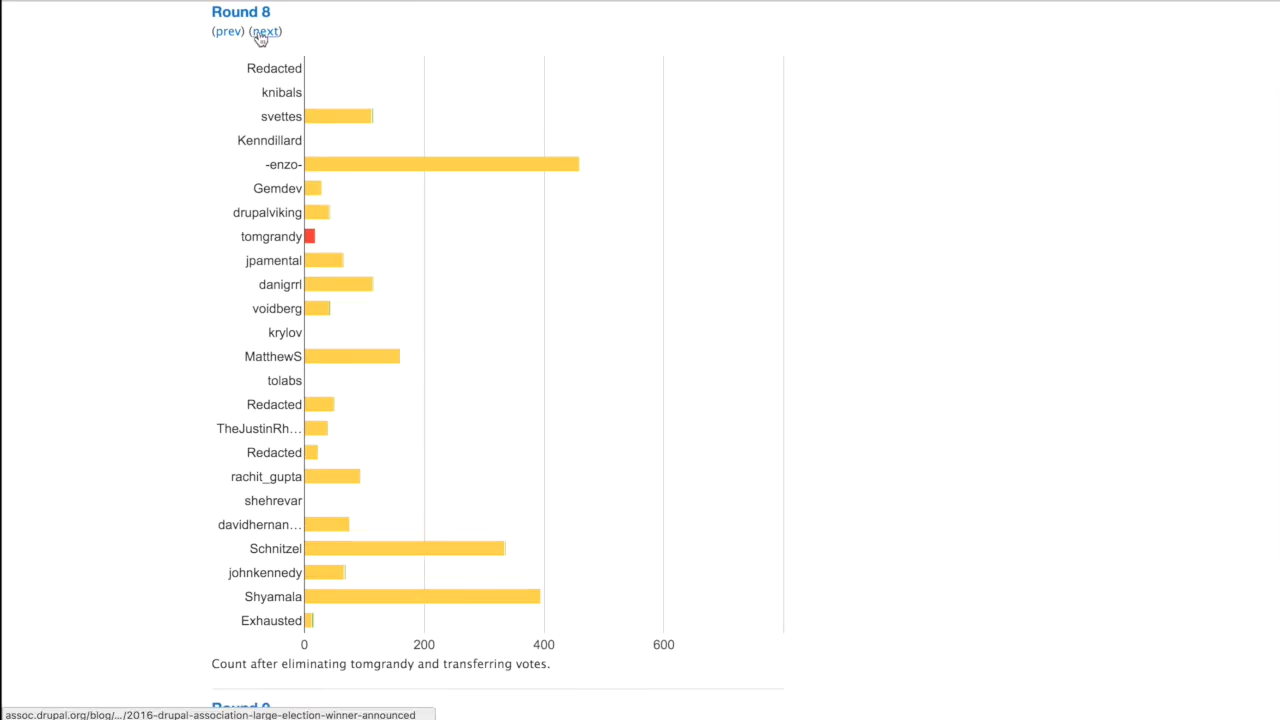 Round 8
(prev) (next)
Redacted
knibals
svettes
Kenndillard
-enzo-
Gemdev
drupalviking
tomgrandy
jpamental
danigrrl
voidberg
krylov
MatthewS
tolabs
Redacted
TheJustinRh...
Redacted
rachit_gupta
shehrevar
davidhernan...
Schnitzel
johnkennedy
Shyamala
Exhausted
0 200 400 600
Count after eliminating tomgrandy and transferring votes.
Round 9
assoc.drupal.org/blog/.../2016-drupal-association-large-election-winner-announced